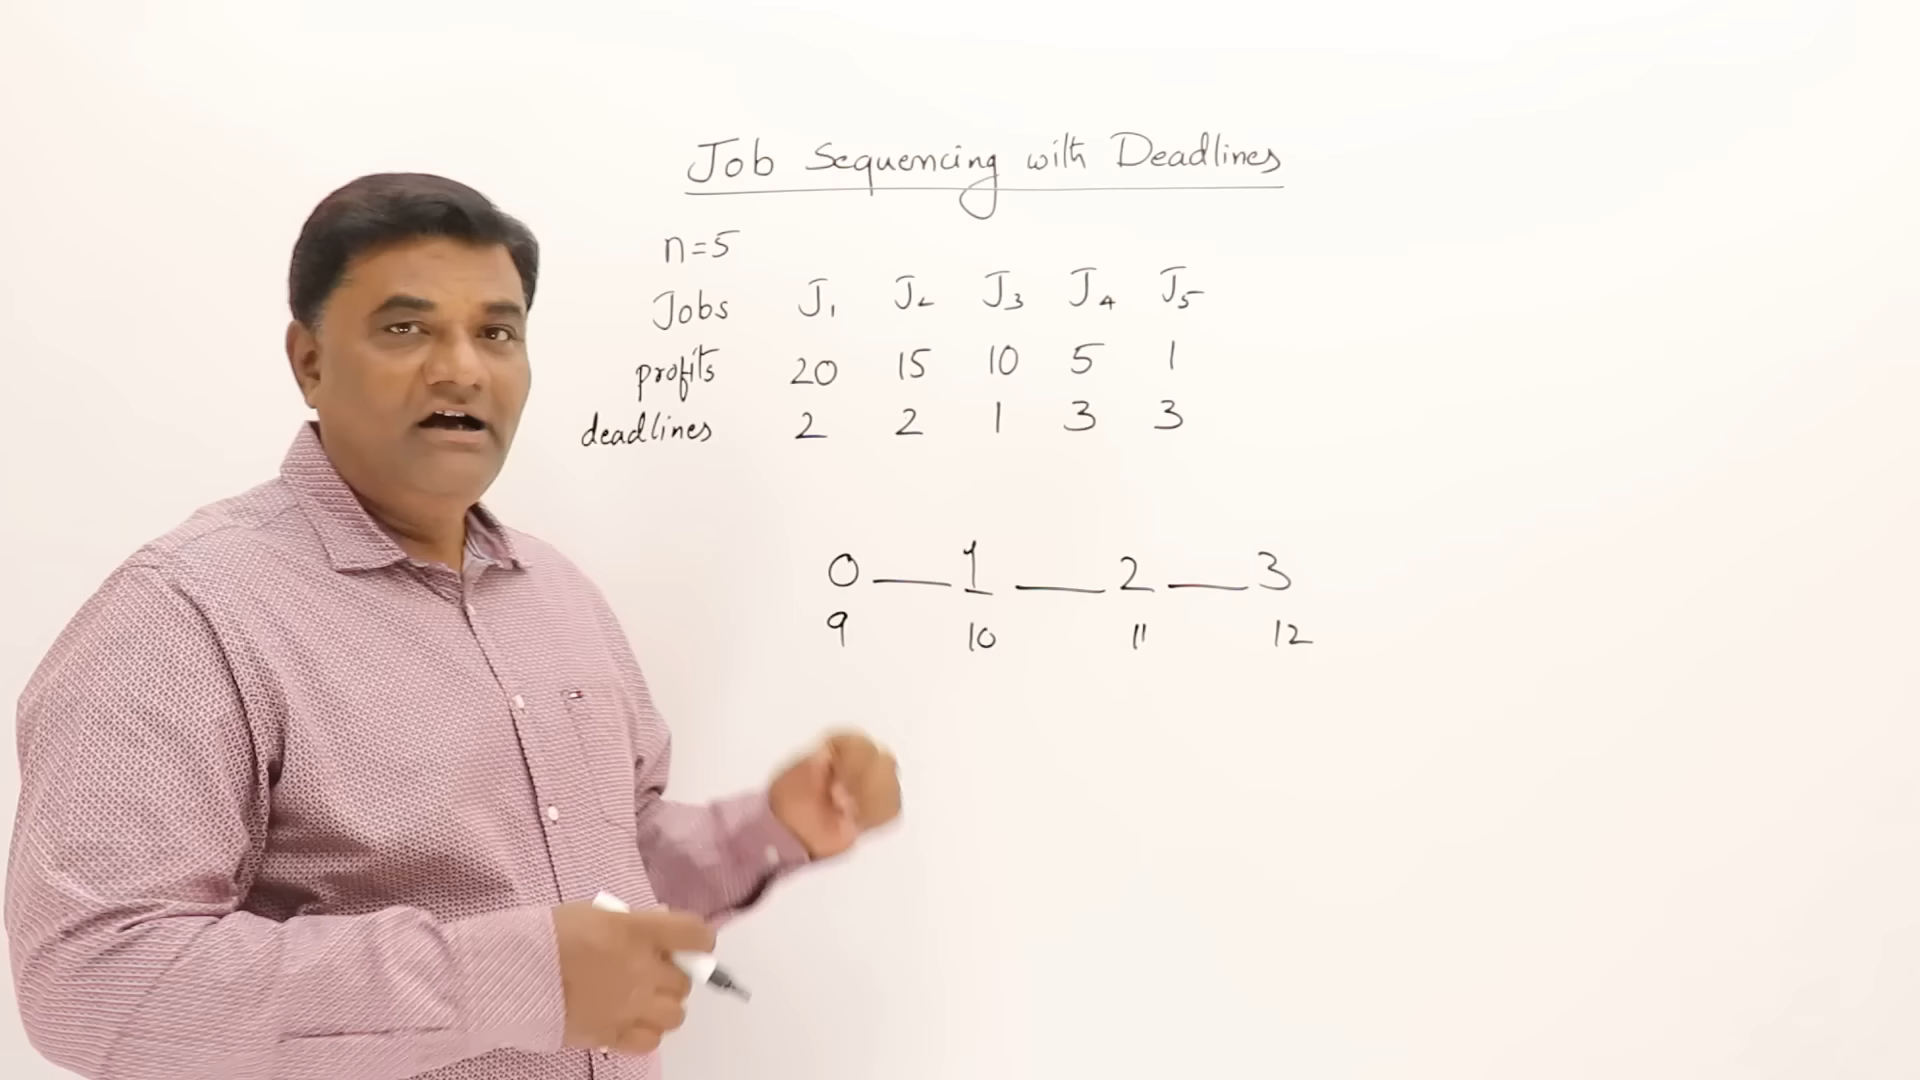 Job Sequencing with Deadlines
n=5
Jobs J1 J2 J3 J4 J5
profits 20 15 10 5 1
deadlines 2 2 1 3 3
0 — 1 — 2 — 3
9 10 11 12